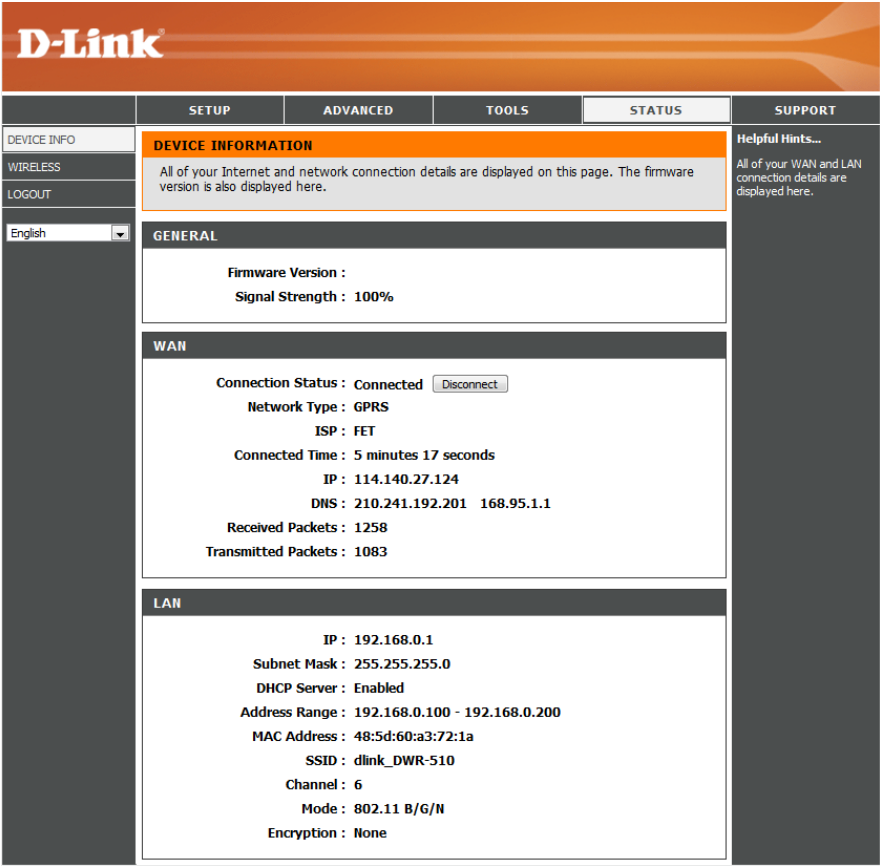 D-Link®
SETUP ADVANCED TOOLS STATUS SUPPORT
DEVICE INFO
WIRELESS
LOGOUT
English
DEVICE INFORMATION
All of your Internet and network connection details are displayed on this page. The firmware
version is also displayed here.
GENERAL
Firmware Version :
Signal Strength : 100%
WAN
Connection Status : Connected Disconnect
Network Type : GPRS
ISP : FET
Connected Time : 5 minutes 17 seconds
IP : 114.140.27.124
DNS : 210.241.192.201 168.95.1.1
Received Packets : 1258
Transmitted Packets : 1083
LAN
IP : 192.168.0.1
Subnet Mask : 255.255.255.0
DHCP Server : Enabled
Address Range : 192.168.0.100 - 192.168.0.200
MAC Address : 48:5d:60:a3:72:1a
SSID : dlink_DWR-510
Channel : 6
Mode : 802.11 B/G/N
Encryption : None
Helpful Hints...
All of your WAN and LAN
connection details are
displayed here.